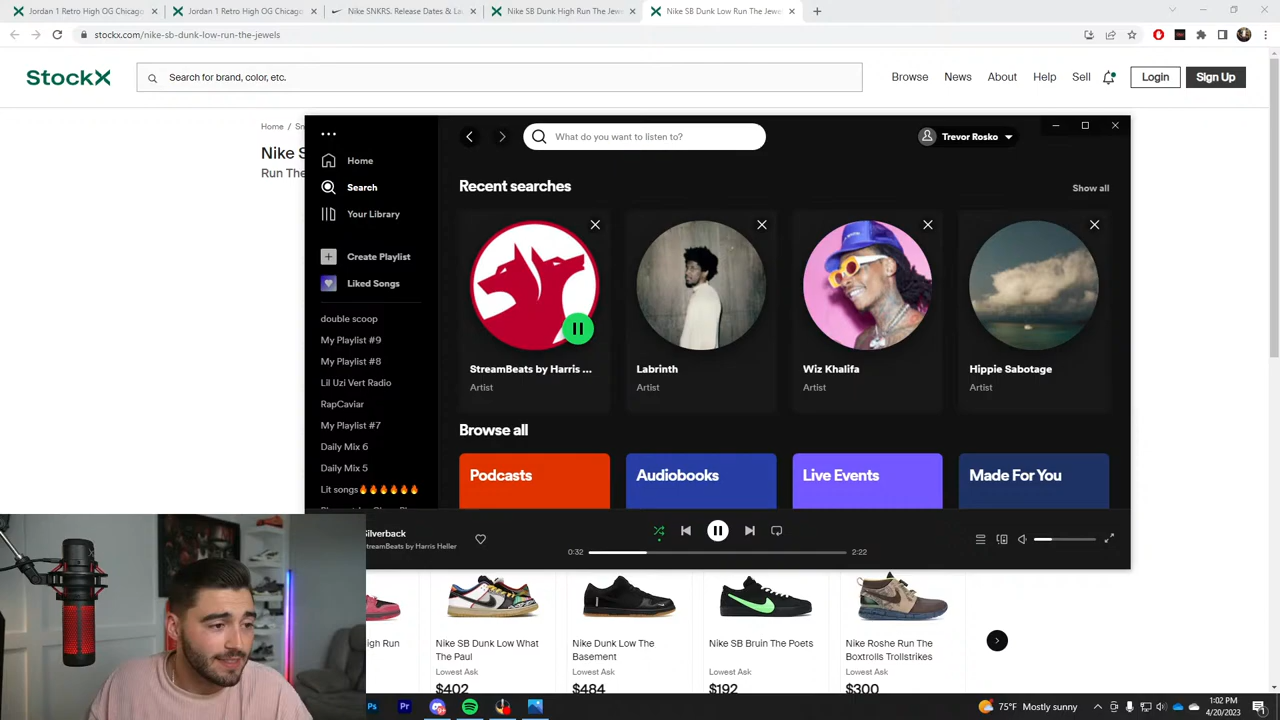 Jordan 1 Retro High OG Chicago
Jordan 1 Retro High OG Chicago
Nike SNKRS. Release Dates & Le
Nike SB Dunk High Run The Je
Nike SB Dunk Low Run The Jew
stockx.com/nike-sb-dunk-low-run-the-jewels
StockX
Search for brand, color, etc.
Browse
News
About
Help
Sell
Login
Sign Up
Home / Sn
Nike S
Run The
What do you want to listen to?
Trevor Rosko
Home
Search
Your Library
Create Playlist
Liked Songs
double scoop
My Playlist #9
My Playlist #8
Lil Uzi Vert Radio
RapCaviar
My Playlist #7
Daily Mix 6
Daily Mix 5
Lit songs🔥🔥🔥🔥🔥🔥
Recent searches
Show all
StreamBeats by Harris ...
Artist
Labrinth
Artist
Wiz Khalifa
Artist
Hippie Sabotage
Artist
Browse all
Podcasts
Audiobooks
Live Events
Made For You
Silverback
StreamBeats by Harris Heller
0:32
2:22
High Run
Nike SB Dunk Low What
The Paul
Lowest Ask
$402
Nike Dunk Low The
Basement
Lowest Ask
$484
Nike SB Bruin The Poets
Lowest Ask
$192
Nike Roshe Run The
Boxtrolls Trollstrikes
Lowest Ask
$300
Ps
Pr
75°F Mostly sunny
1:02 PM
4/20/2023